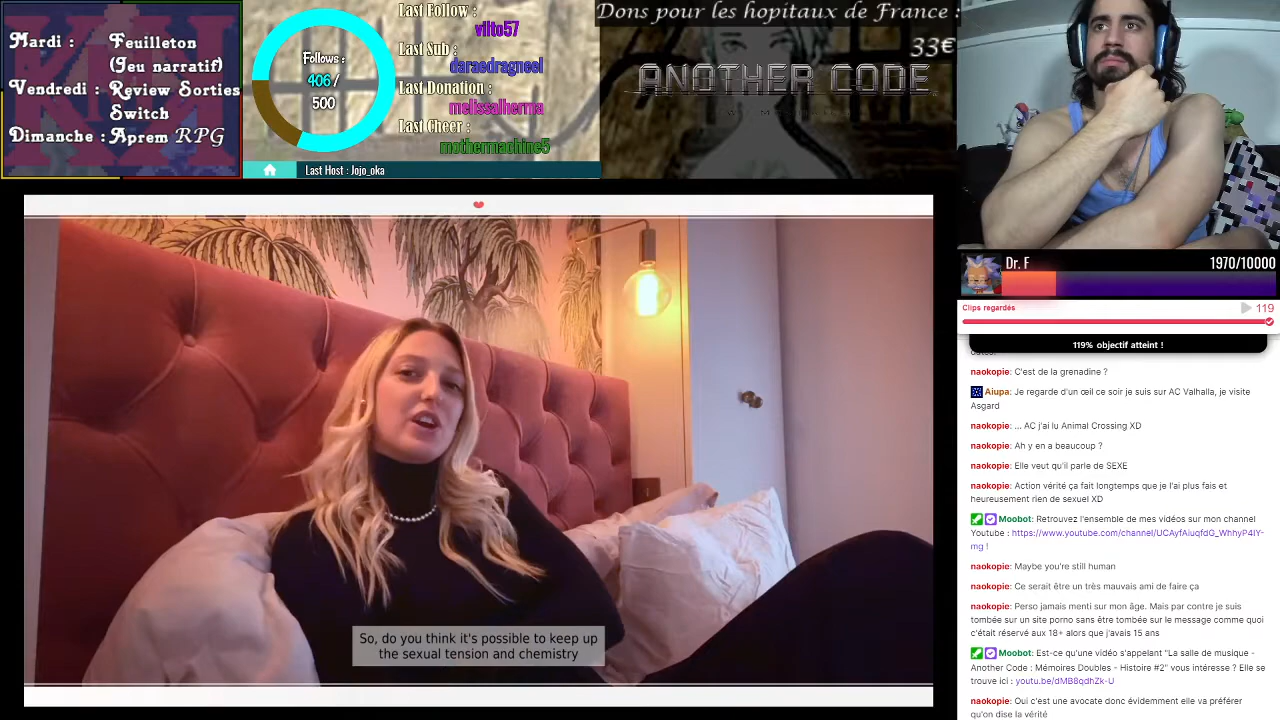 Mardi : Feuilleton
(Jeu narratif)
Vendredi : Review Sorties
Switch
Dimanche : Aprem RPG
Follows :
406 /
500
Last Follow :
vilto57
Last Sub :
daraedragneel
Last Donation :
melissalherma
Last Cheer :
mothermachine5
Last Host : Jojo_oka
Dons pour les hopitaux de France :
33€
ANOTHER CODE
Dr. F 1970/10000
Clips regardés 119
119% objectif atteint !
naokopie: C'est de la grenadine ?
Aiupa: Je regarde d'un œil ce soir je suis sur AC Valhalla, je visite
Asgard
naokopie: ... AC j'ai lu Animal Crossing XD
naokopie: Ah y en a beaucoup ?
naokopie: Elle veut qu'il parle de SEXE
naokopie: Action vérité ça fait longtemps que je l'ai plus fais et
heureusement rien de sexuel XD
Moobot: Retrouvez l'ensemble de mes vidéos sur mon channel
Youtube : https://www.youtube.com/channel/UCAyfAiuqfdG_WhhyP4IY-
mg !
naokopie: Maybe you're still human
naokopie: Ce serait être un très mauvais ami de faire ça
naokopie: Perso jamais menti sur mon âge. Mais par contre je suis
tombée sur un site porno sans être tombée sur le message comme quoi
c'était réservé aux 18+ alors que j'avais 15 ans
Moobot: Est-ce qu'une vidéo s'appelant "La salle de musique -
Another Code : Mémoires Doubles - Histoire #2" vous intéresse ? Elle se
trouve ici : youtu.be/dMB8qdhZk-U
naokopie: Oui c'est une avocate donc évidemment elle va préférer
qu'on dise la vérité
So, do you think it's possible to keep up
the sexual tension and chemistry